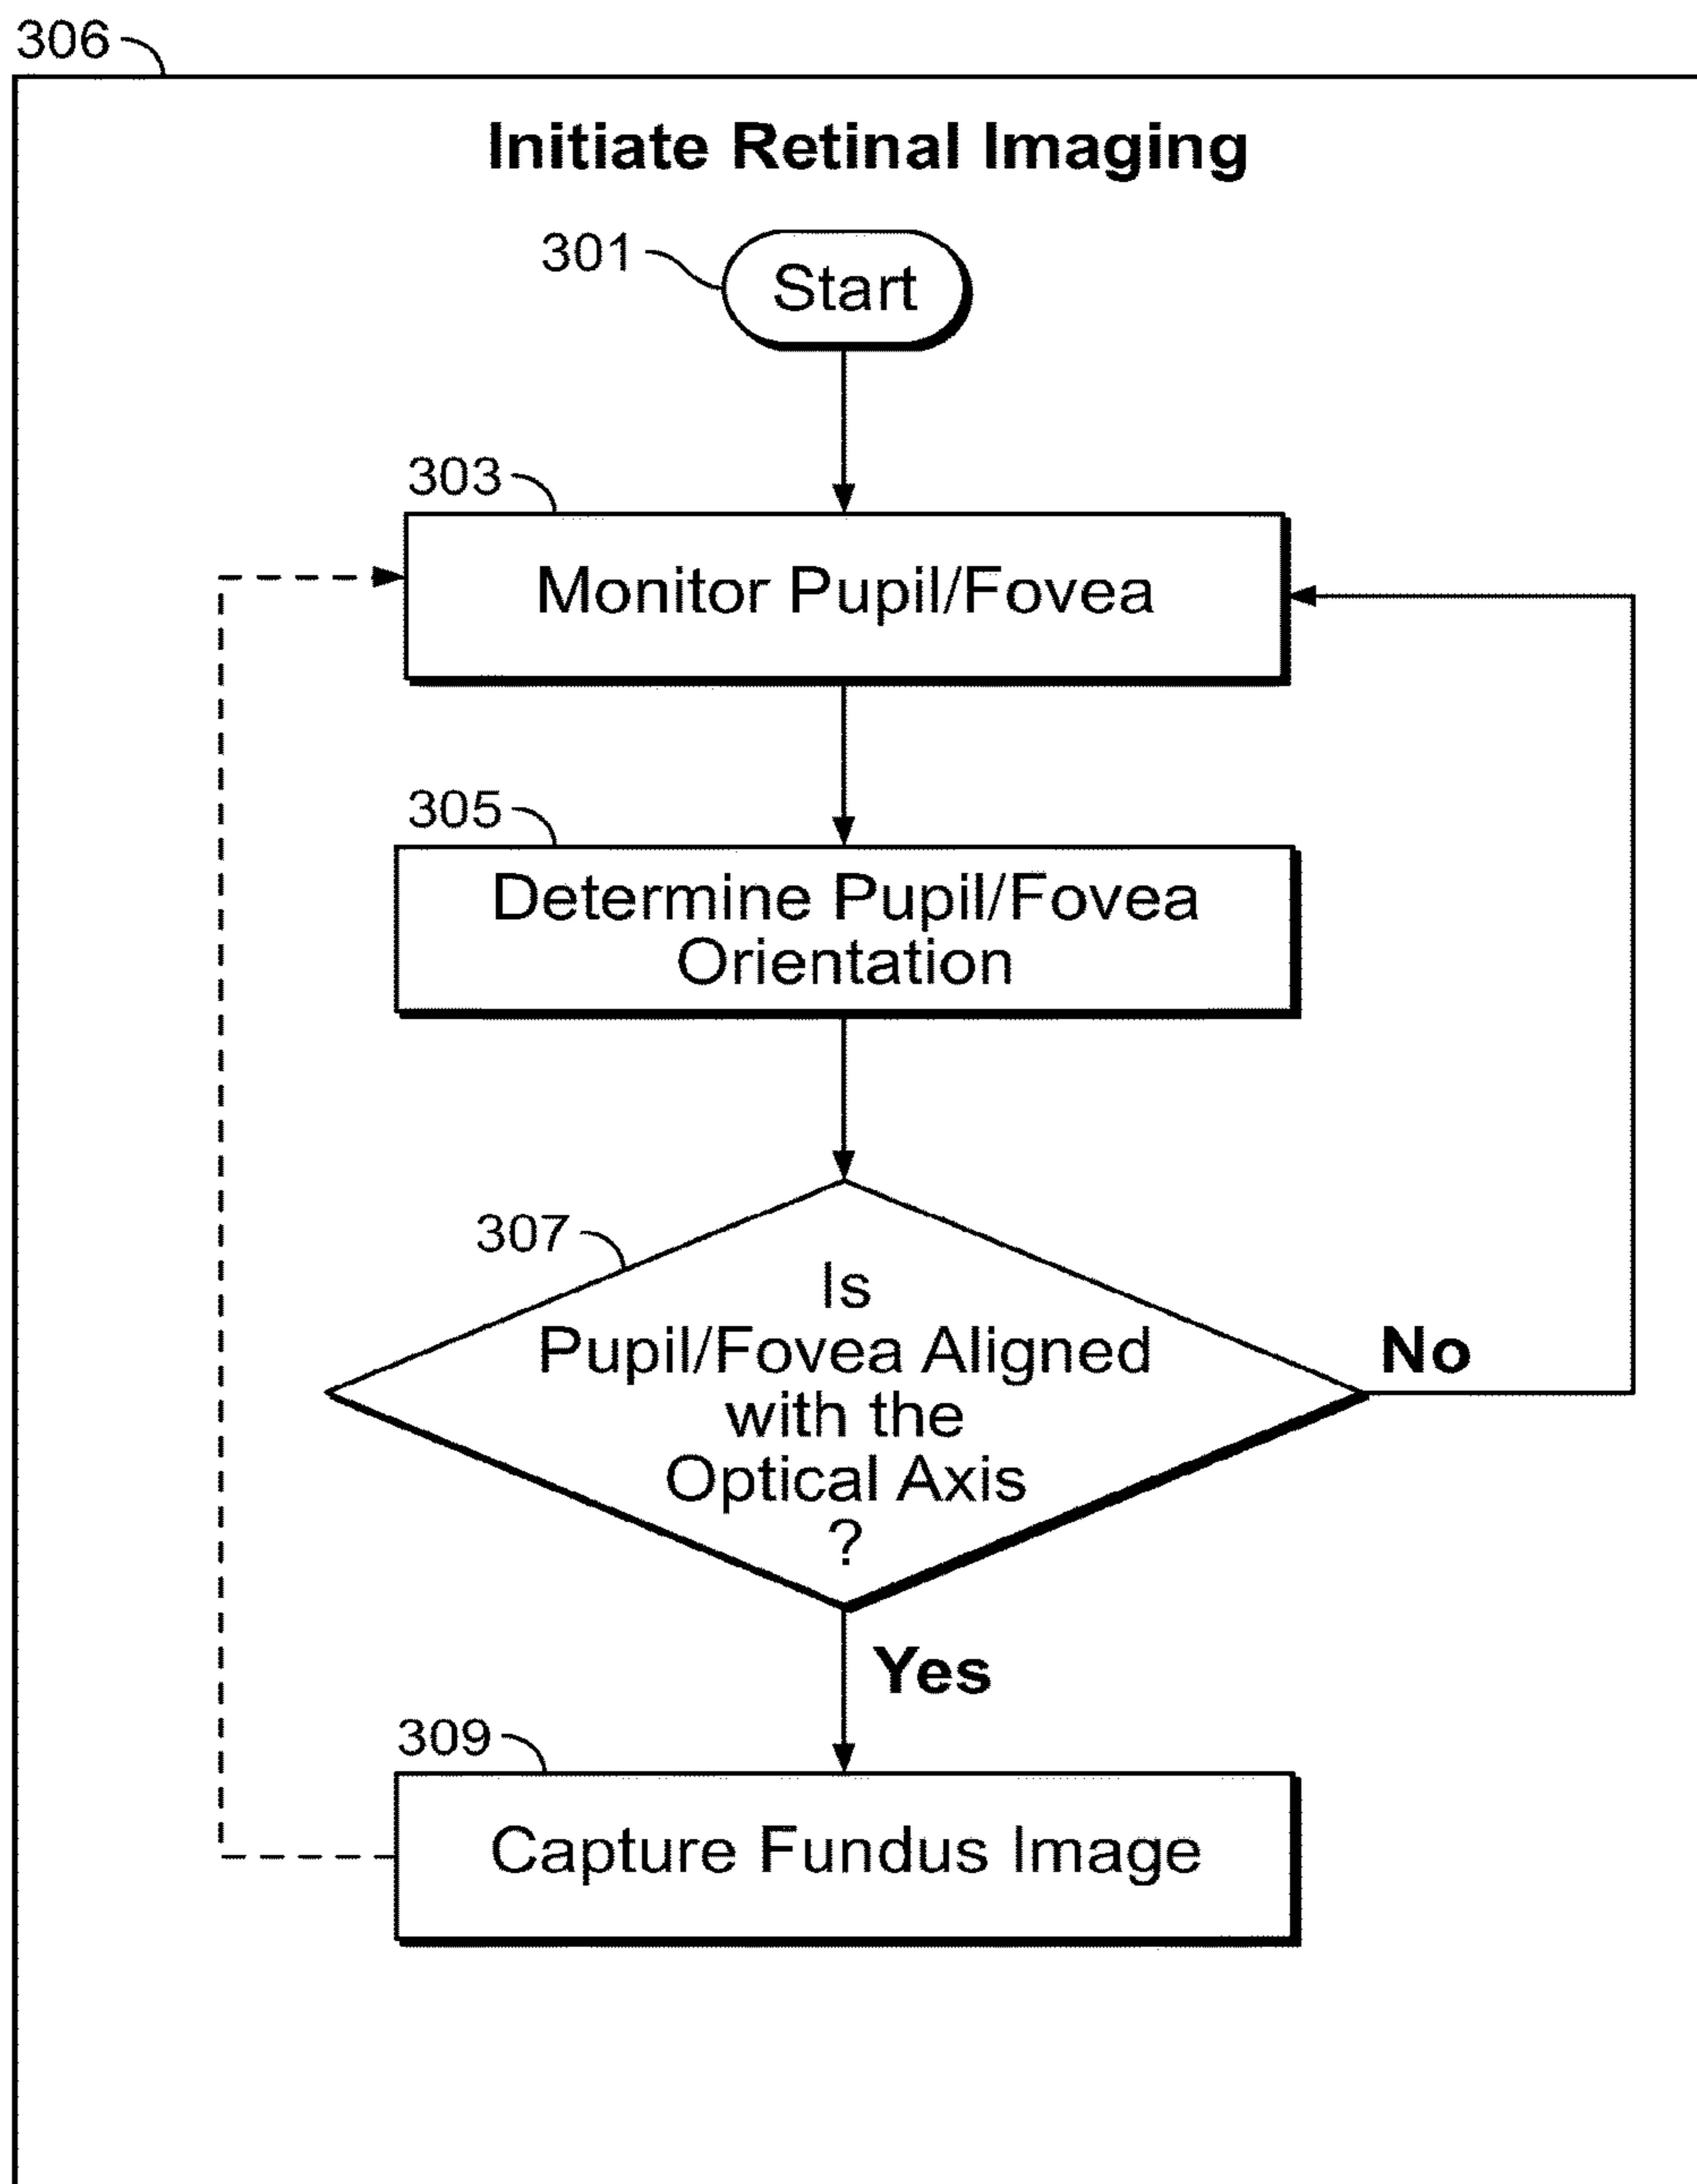 306
Initiate Retinal Imaging
301
Start
303
Monitor Pupil/Fovea
305
Determine Pupil/Fovea
Orientation
307
Is
Pupil/Fovea Aligned
with the
Optical Axis
?
No
Yes
309
Capture Fundus Image